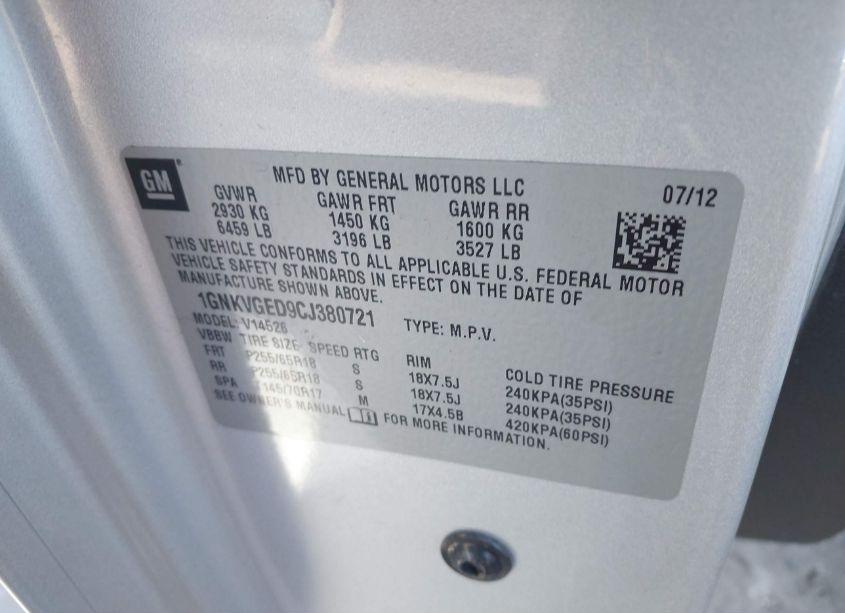 GM
MFD BY GENERAL MOTORS LLC
07/12
GVWR GAWR FRT GAWR RR
2930 KG 1450 KG 1600 KG
6459 LB 3196 LB 3527 LB
THIS VEHICLE CONFORMS TO ALL APPLICABLE U.S. FEDERAL MOTOR
VEHICLE SAFETY STANDARDS IN EFFECT ON THE DATE OF
MANUFACTURE SHOWN ABOVE.
1GNKVGED9CJ380721 TYPE: M.P.V.
MODEL: V14526
VBBW TIRE SIZE SPEED RTG RIM COLD TIRE PRESSURE
FRT P255/65R18 S 18X7.5J 240KPA(35PSI)
RR P255/65R18 S 18X7.5J 240KPA(35PSI)
SPA T145/70R17 M 17X4.5B 420KPA(60PSI)
SEE OWNER'S MANUAL FOR MORE INFORMATION.